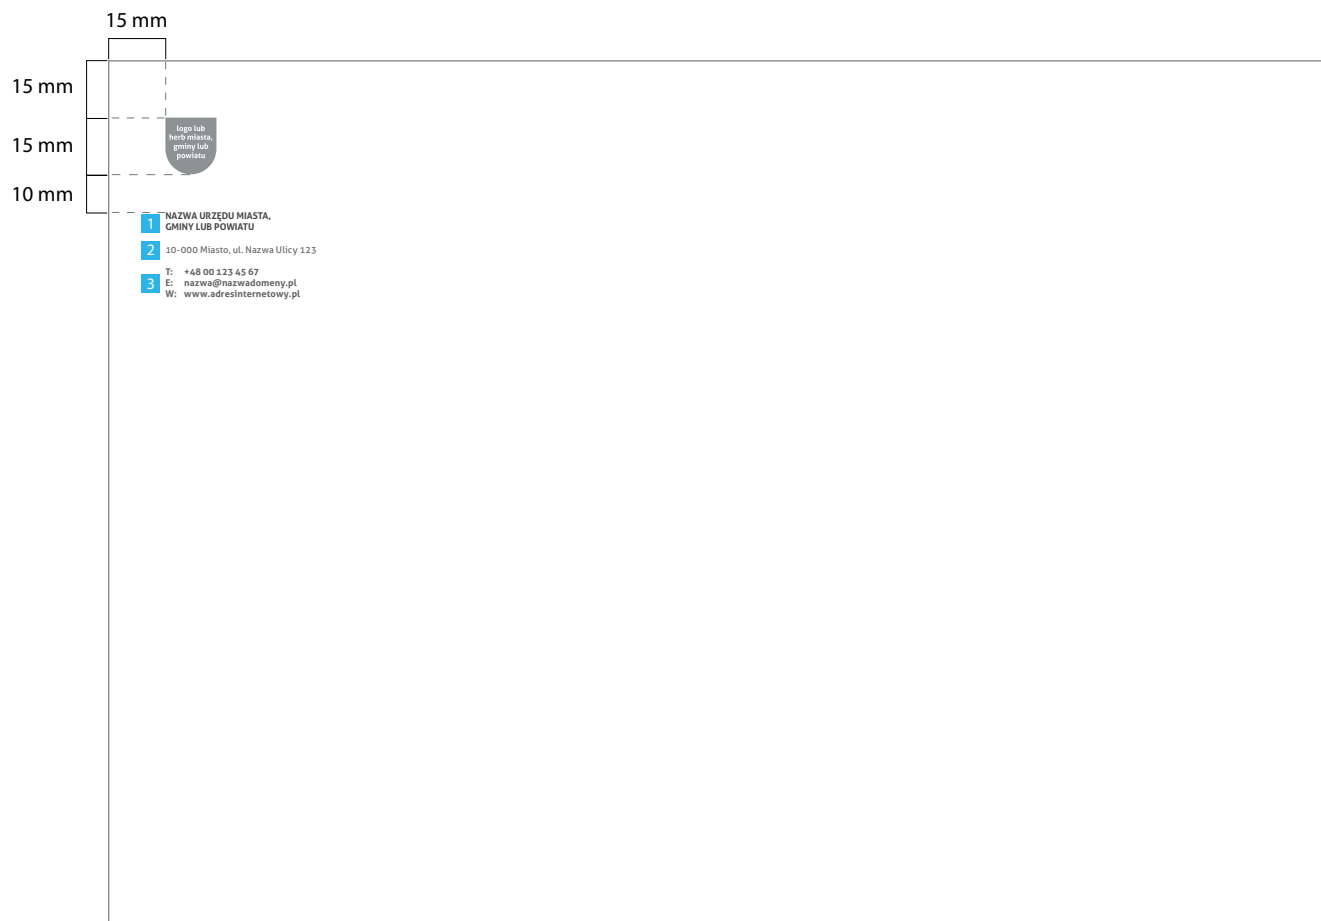 15 mm
15 mm
logo lub
herb miasta,
gminy lub
powiatu
15 mm
10 mm
1
NAZWA URZĘDU MIASTA,
GMINY LUB POWIATU
2
10-000 Miasto, ul. Nazwa Ulicy 123
3
T: +48 00 123 45 67
E: nazwa@nazwadomeny.pl
W: www.adresinternetowy.pl